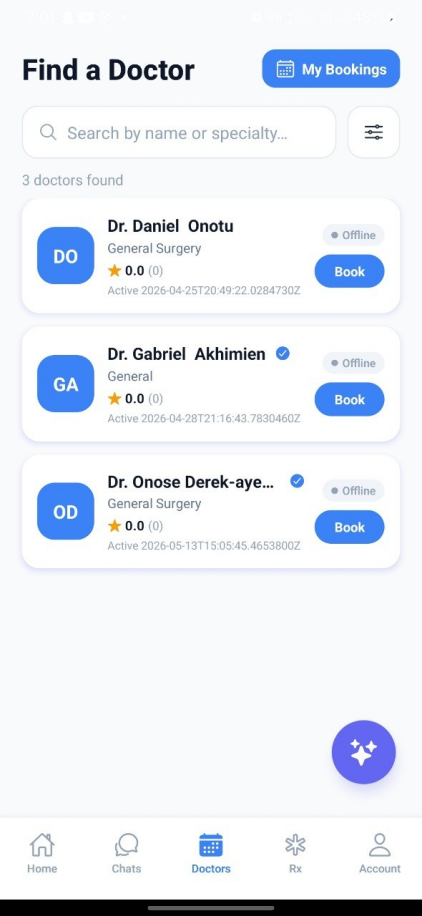 7:01
Find a Doctor
My Bookings
Search by name or specialty...
3 doctors found
DO
Dr. Daniel Onotu
General Surgery
0.0 (0)
Active 2026-04-25T20:49:22.0284730Z
Offline
Book
GA
Dr. Gabriel Akhimien
General
0.0 (0)
Active 2026-04-28T21:16:43.7830460Z
Offline
Book
OD
Dr. Onose Derek-aye...
General Surgery
0.0 (0)
Active 2026-05-13T15:05:45.4653800Z
Offline
Book
Home
Chats
Doctors
Rx
Account